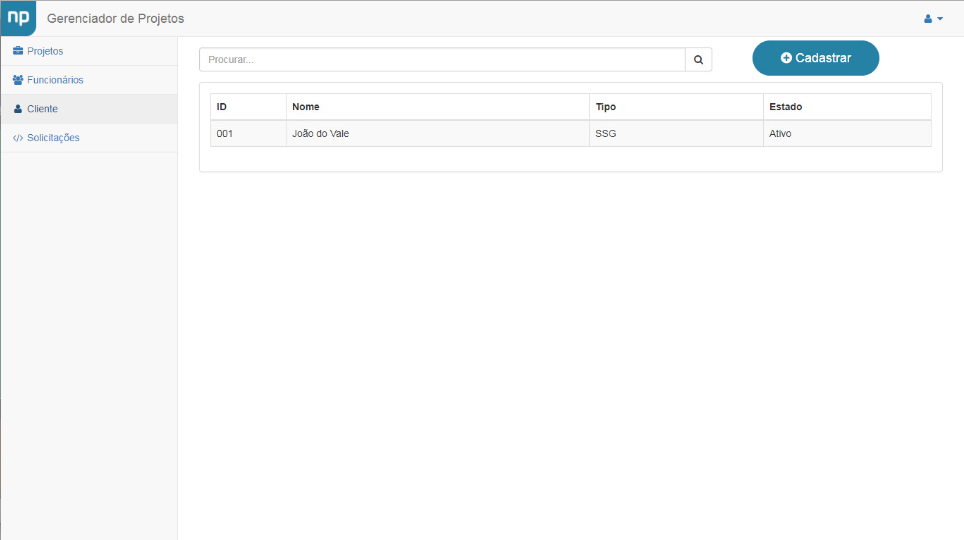 np Gerenciador de Projetos
Projetos
Funcionários
Cliente
Solicitações
Procurar...
Cadastrar
ID Nome Tipo Estado
001 João do Vale SSG Ativo